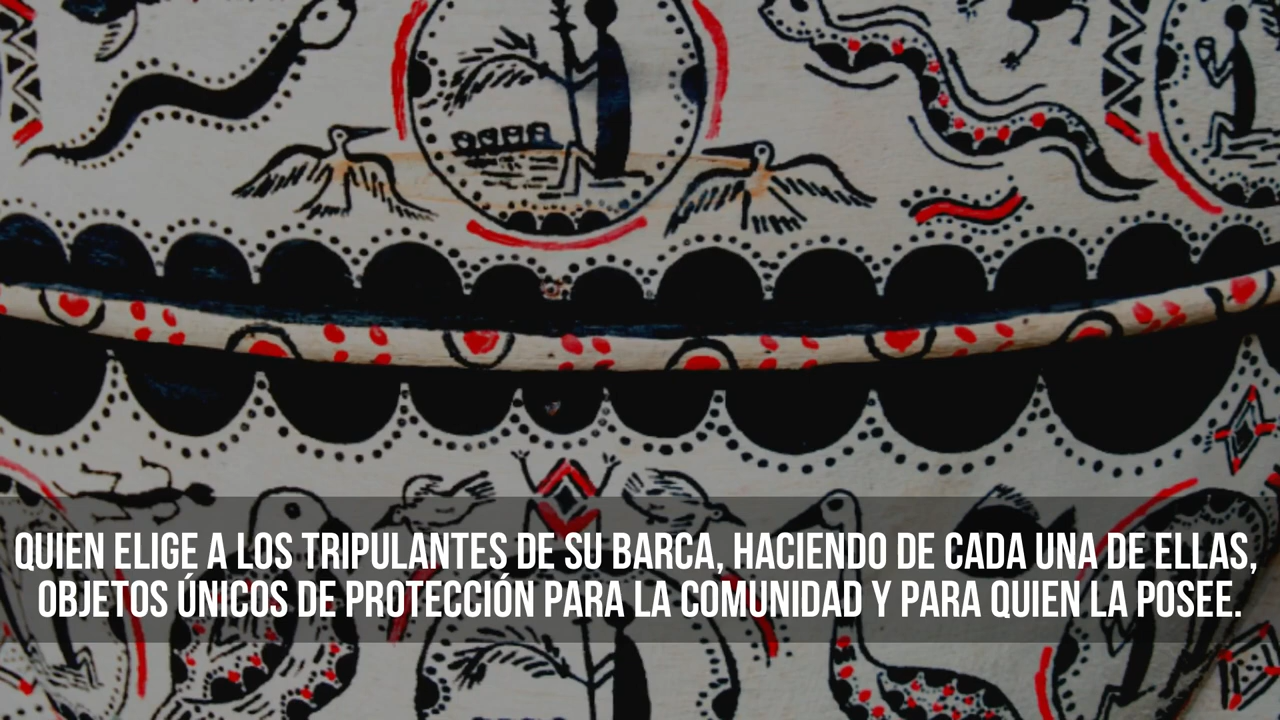 QUIEN ELIGE A LOS TRIPULANTES DE SU BARCA, HACIENDO DE CADA UNA DE ELLAS,
OBJETOS ÚNICOS DE PROTECCIÓN PARA LA COMUNIDAD Y PARA QUIEN LA POSEE.